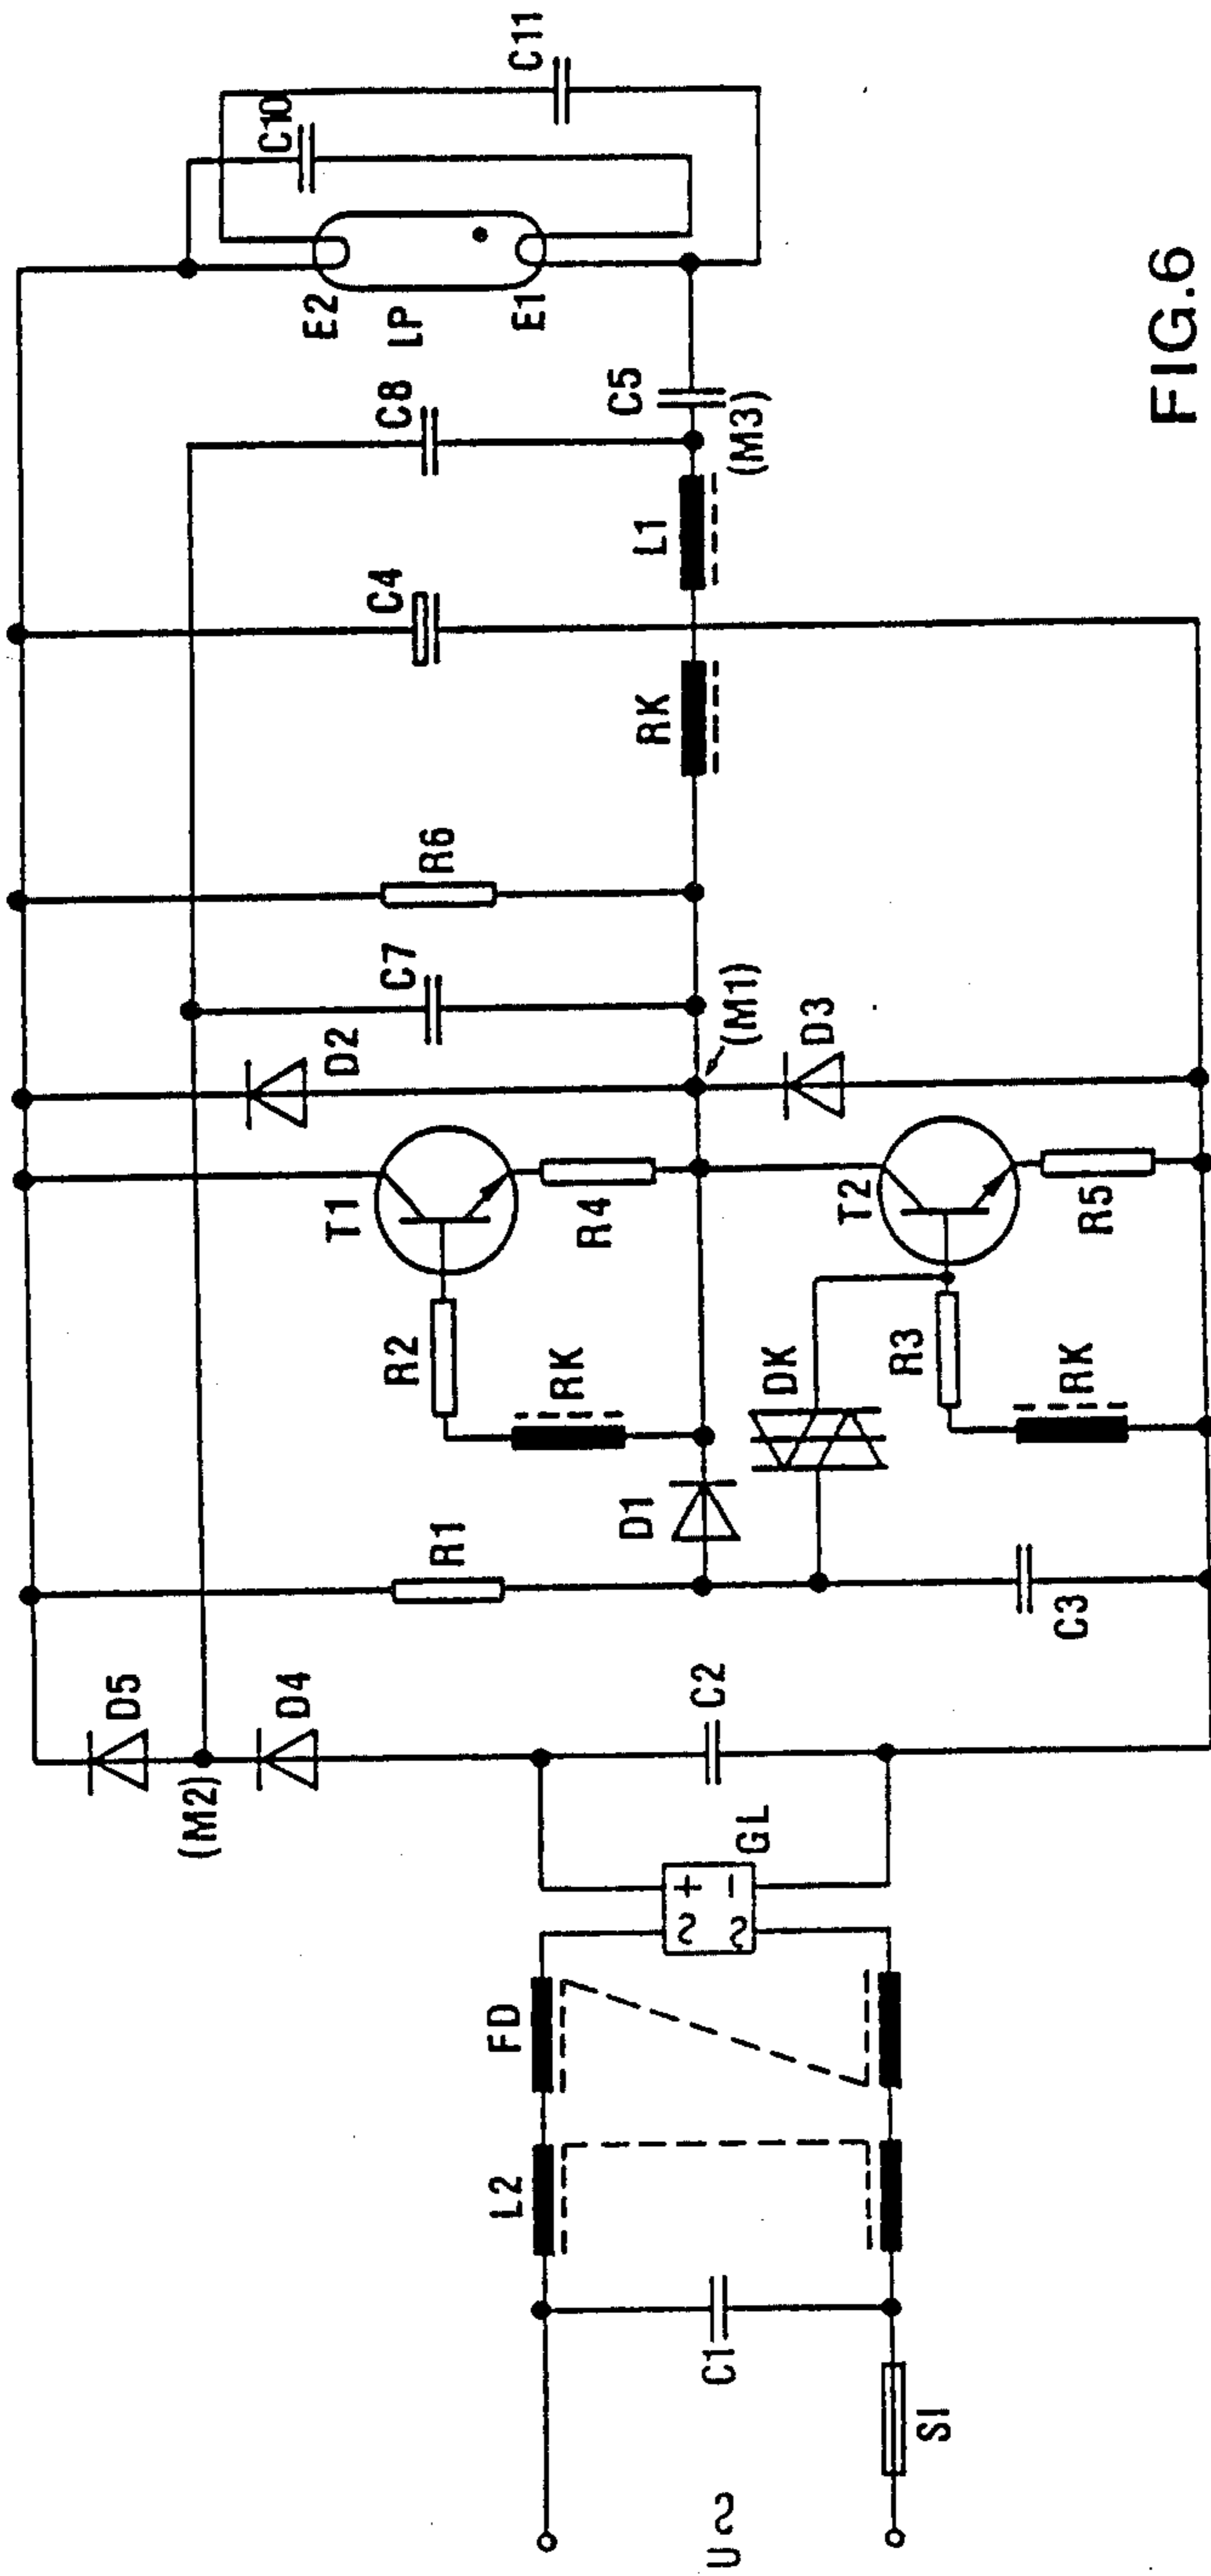 U ~
SI
C1
L2
FD
~ +
~ −
GL
C2
D5
(M2)
D4
R1
D1
C3
DK
RK
R2
T1
R4
R3
RK
T2
R5
D2
(M1)
D3
C7
R6
RK
C4
L1
C8
(M3)
C5
E2
LP
E1
C10
C11
FIG.6